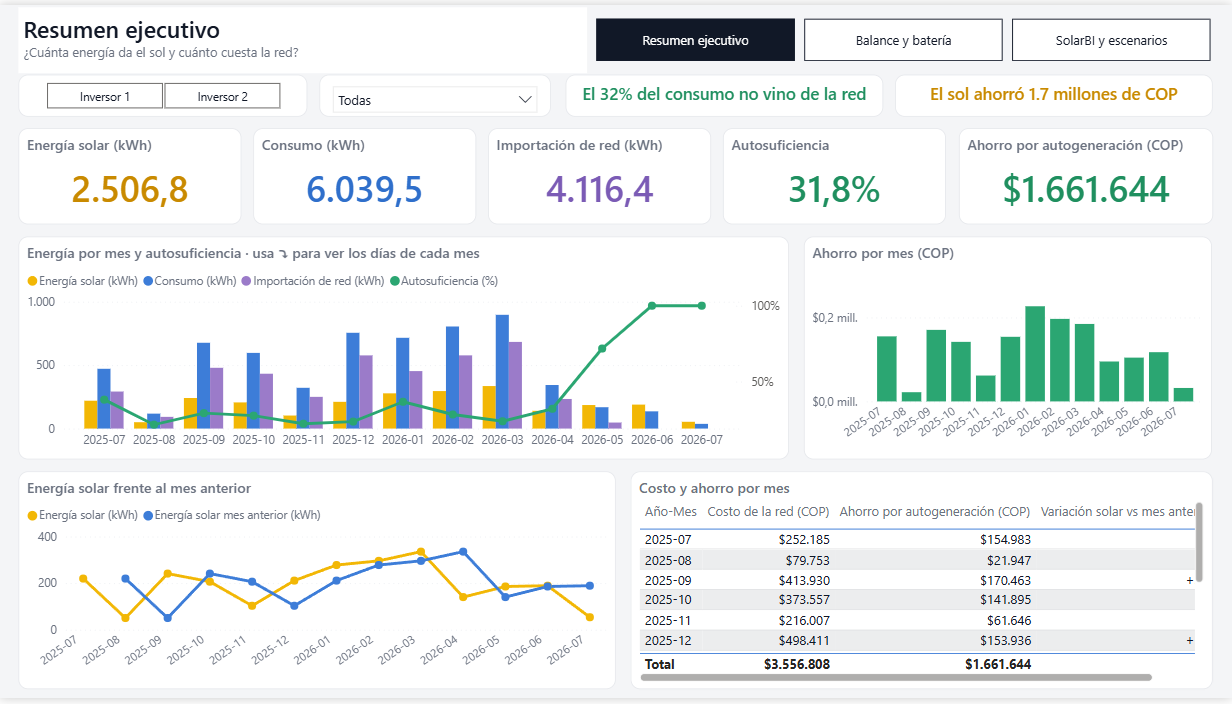 Resumen ejecutivo
¿Cuánta energía da el sol y cuánto cuesta la red?
Resumen ejecutivo
Balance y batería
SolarBI y escenarios
Inversor 1
Inversor 2
Todas
El 32% del consumo no vino de la red
El sol ahorró 1.7 millones de COP
Energía solar (kWh)
2.506,8
Consumo (kWh)
6.039,5
Importación de red (kWh)
4.116,4
Autosuficiencia
31,8%
Ahorro por autogeneración (COP)
$1.661.644
Energía por mes y autosuficiencia · usa ↴ para ver los días de cada mes
Energía solar (kWh) Consumo (kWh) Importación de red (kWh) Autosuficiencia (%)
1.000
500
0
100%
50%
2025-07 2025-08 2025-09 2025-10 2025-11 2025-12 2026-01 2026-02 2026-03 2026-04 2026-05 2026-06 2026-07
Ahorro por mes (COP)
$0,2 mill.
$0,0 mill.
2025-07 2025-08 2025-09 2025-10 2025-11 2025-12 2026-01 2026-02 2026-03 2026-04 2026-05 2026-06 2026-07
Energía solar frente al mes anterior
Energía solar (kWh) Energía solar mes anterior (kWh)
400
200
0
2025-07 2025-08 2025-09 2025-10 2025-11 2025-12 2026-01 2026-02 2026-03 2026-04 2026-05 2026-06 2026-07
Costo y ahorro por mes
Año-Mes Costo de la red (COP) Ahorro por autogeneración (COP) Variación solar vs mes ante
2025-07 $252.185 $154.983
2025-08 $79.753 $21.947
2025-09 $413.930 $170.463 +
2025-10 $373.557 $141.895
2025-11 $216.007 $61.646
2025-12 $498.411 $153.936 +
Total $3.556.808 $1.661.644